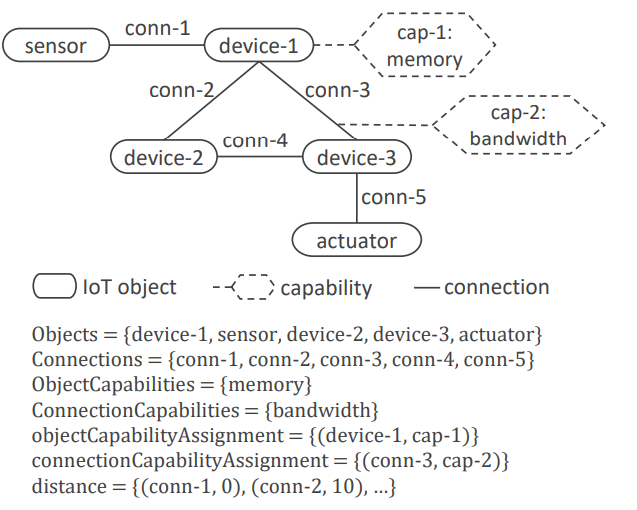 conn-1
sensor
device-1
cap-1:
memory
conn-2
conn-3
cap-2:
bandwidth
conn-4
device-2
device-3
conn-5
actuator
IoT object
capability
connection
Objects = {device-1, sensor, device-2, device-3, actuator}
Connections = {conn-1, conn-2, conn-3, conn-4, conn-5}
ObjectCapabilities = {memory}
ConnectionCapabilities = {bandwidth}
objectCapabilityAssignment = {(device-1, cap-1)}
connectionCapabilityAssignment = {(conn-3, cap-2)}
distance = {(conn-1, 0), (conn-2, 10), ...}